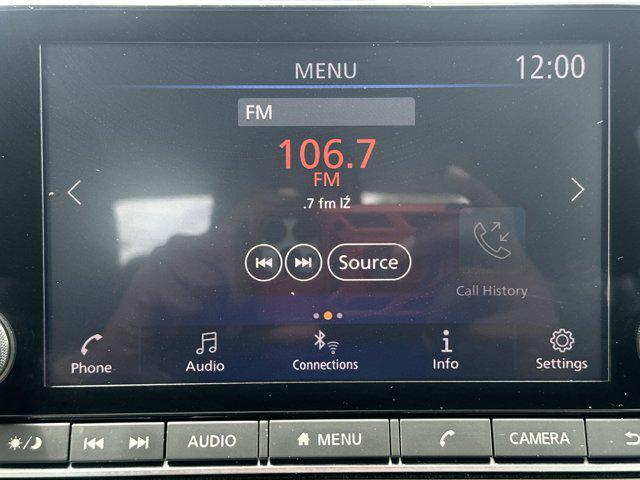 MENU
12:00
FM
106.7
FM
.7 fm IŹ
Source
Call History
Phone
Audio
Connections
Info
Settings
AUDIO
MENU
CAMERA